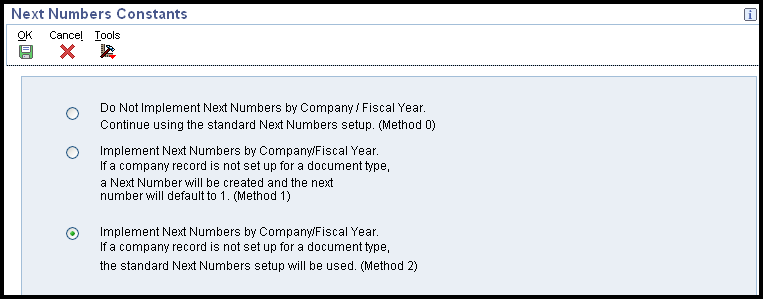 Next Numbers Constants
OK Cancel Tools
Do Not Implement Next Numbers by Company / Fiscal Year.
Continue using the standard Next Numbers setup. (Method 0)
Implement Next Numbers by Company/Fiscal Year.
If a company record is not set up for a document type,
a Next Number will be created and the next
number will default to 1. (Method 1)
Implement Next Numbers by Company/Fiscal Year.
If a company record is not set up for a document type,
the standard Next Numbers setup will be used. (Method 2)